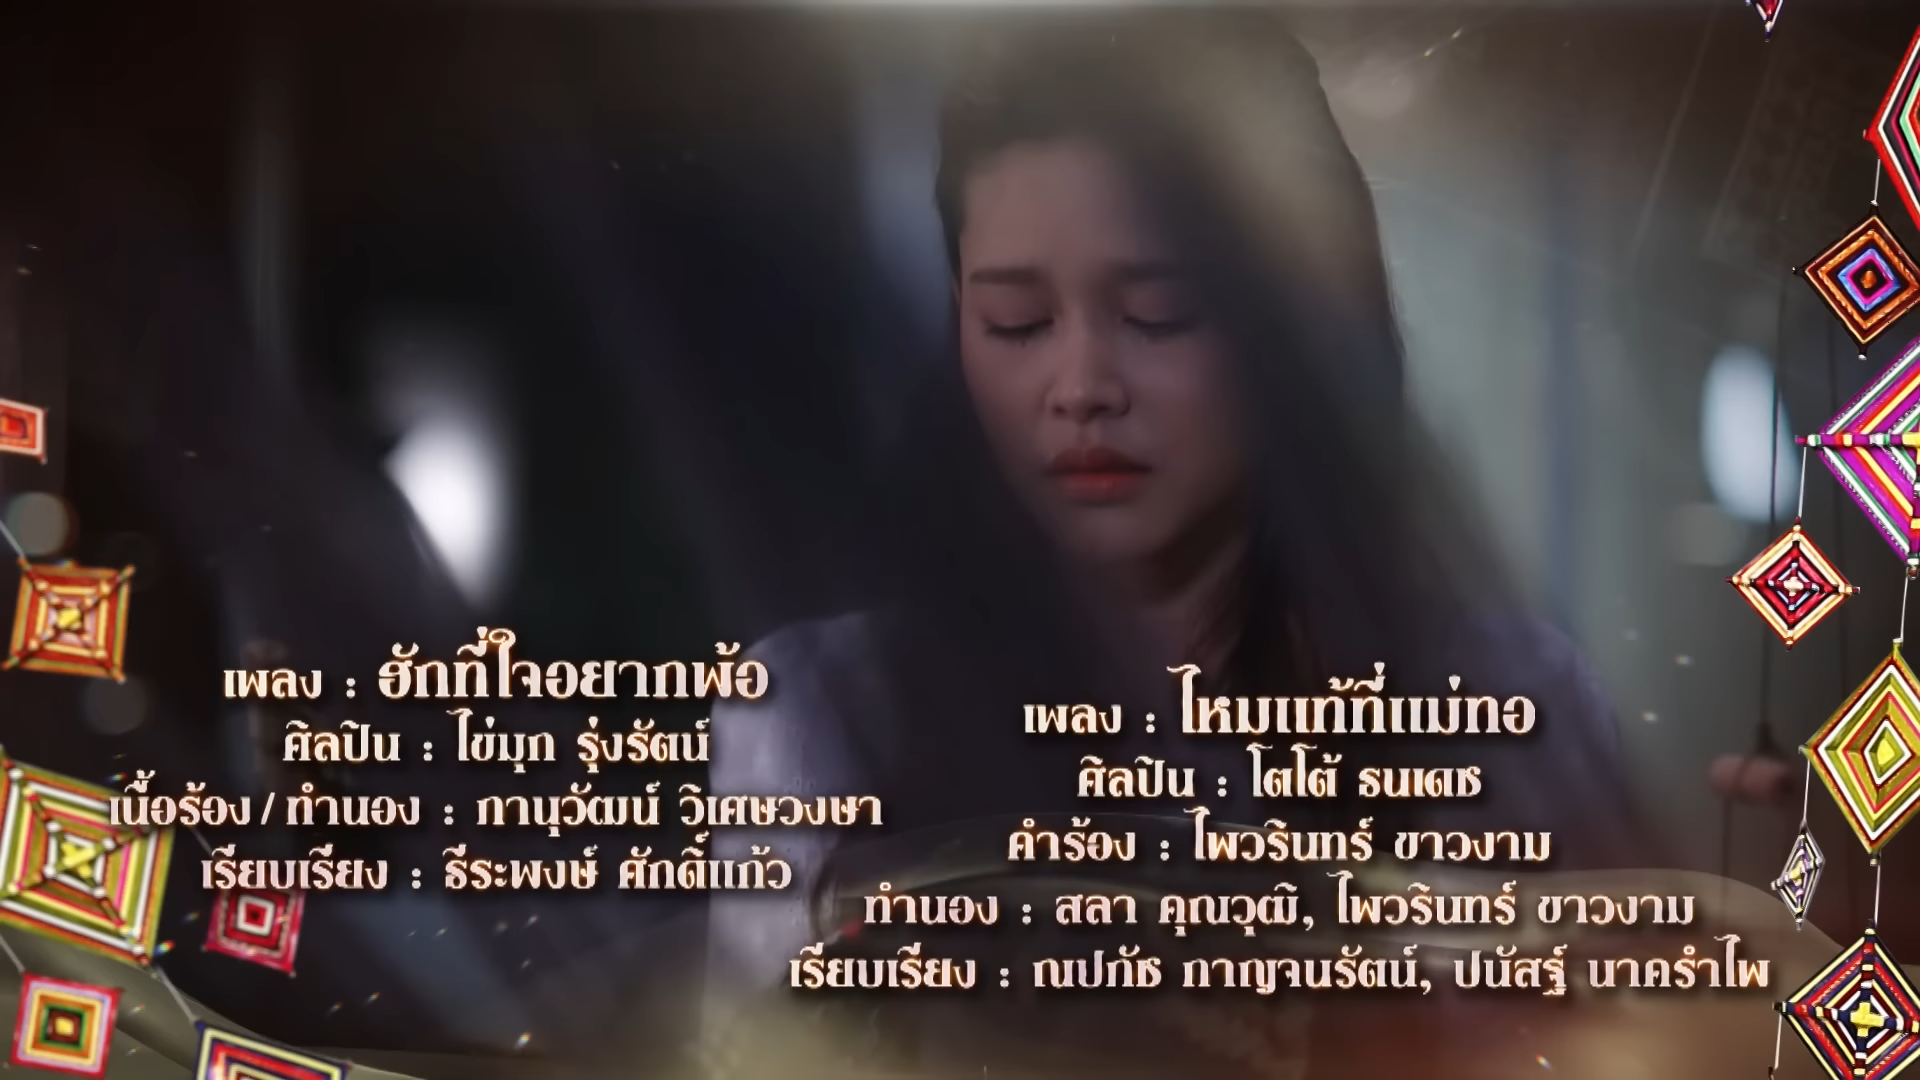 เพลง : ฮักที่ใจอยากพ้อ
ศิลปิน : ไข่มุก รุ่งรัตน์
เนื้อร้อง / ทำนอง : กานุวัฒน์ วิเศษวงษา
เรียบเรียง : ธีระพงษ์ ศักดิ์แก้ว
เพลง : ไหมแท้ที่แม่ทอ
ศิลปิน : โตโต้ ธนเดช
คำร้อง : ไพวรินทร์ ขาวงาม
ทำนอง : สลา คุณวุฒิ, ไพวรินทร์ ขาวงาม
เรียบเรียง : ณปภัช กาญจนรัตน์, ปนัสฐ์ นาครำไพ